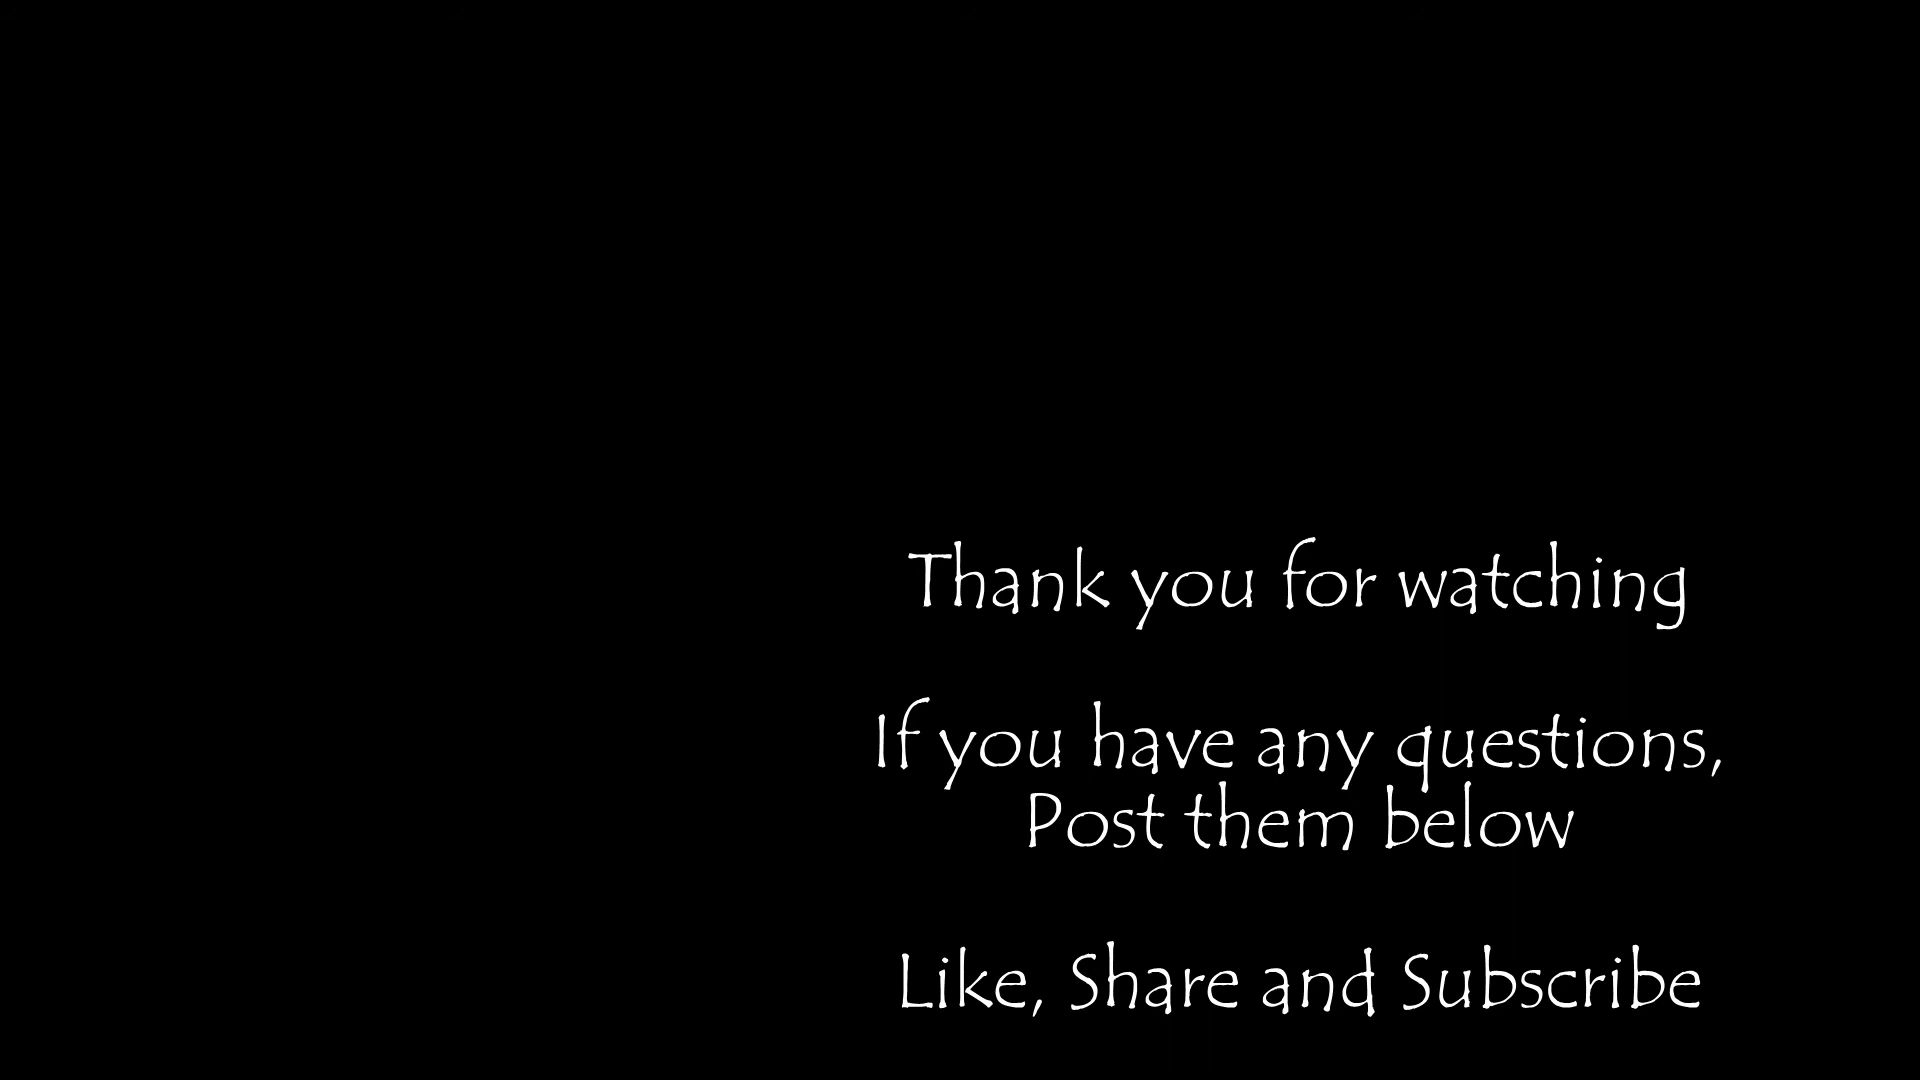 Thank you for watching
If you have any questions,
Post them below
Like, Share and Subscribe